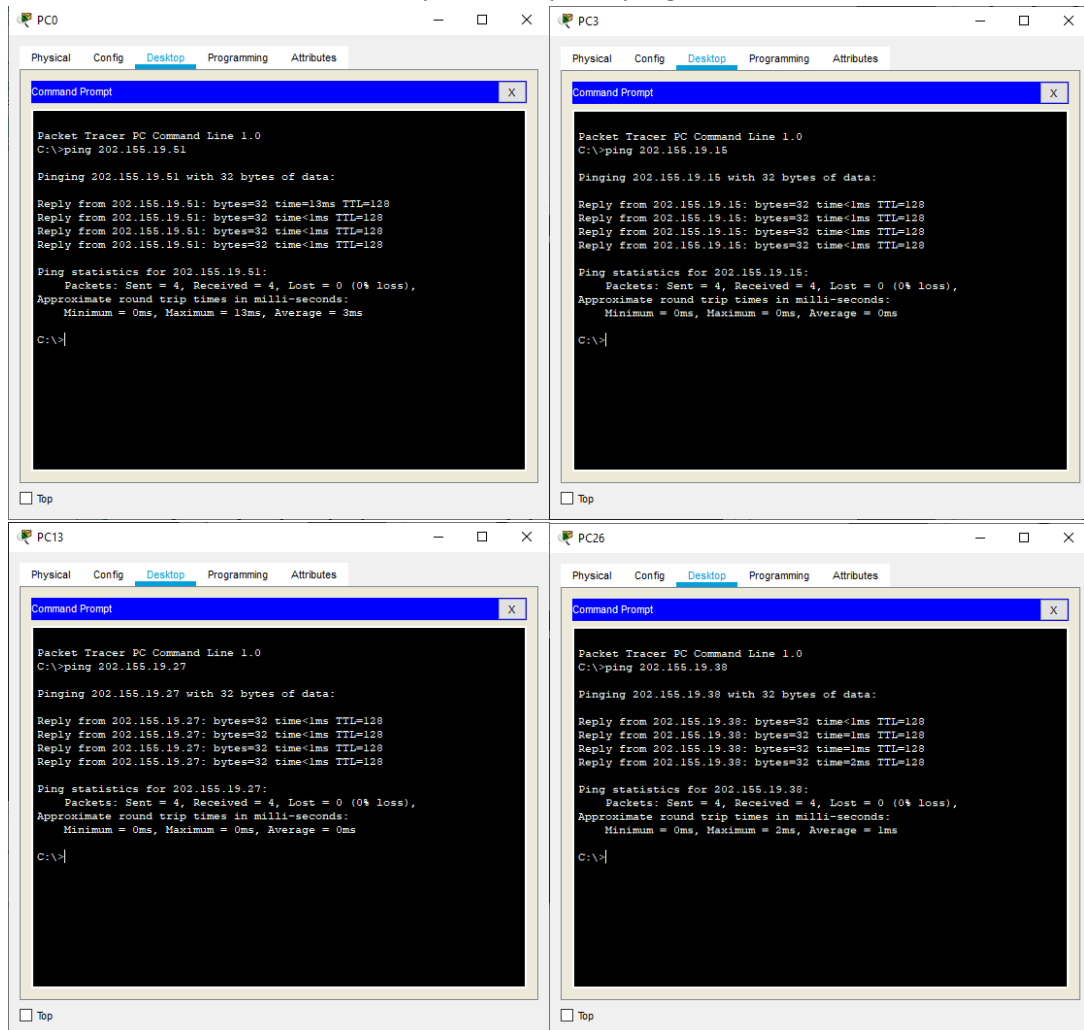 PC0
Physical Config Desktop Programming Attributes
Command Prompt
X
Packet Tracer PC Command Line 1.0
C:\>ping 202.155.19.51
Pinging 202.155.19.51 with 32 bytes of data:
Reply from 202.155.19.51: bytes=32 time=13ms TTL=128
Reply from 202.155.19.51: bytes=32 time<1ms TTL=128
Reply from 202.155.19.51: bytes=32 time<1ms TTL=128
Reply from 202.155.19.51: bytes=32 time<1ms TTL=128
Ping statistics for 202.155.19.51:
Packets: Sent = 4, Received = 4, Lost = 0 (0% loss),
Approximate round trip times in milli-seconds:
Minimum = 0ms, Maximum = 13ms, Average = 3ms
C:\>
Top
PC3
Physical Config Desktop Programming Attributes
Command Prompt
X
Packet Tracer PC Command Line 1.0
C:\>ping 202.155.19.15
Pinging 202.155.19.15 with 32 bytes of data:
Reply from 202.155.19.15: bytes=32 time<1ms TTL=128
Reply from 202.155.19.15: bytes=32 time<1ms TTL=128
Reply from 202.155.19.15: bytes=32 time<1ms TTL=128
Reply from 202.155.19.15: bytes=32 time<1ms TTL=128
Ping statistics for 202.155.19.15:
Packets: Sent = 4, Received = 4, Lost = 0 (0% loss),
Approximate round trip times in milli-seconds:
Minimum = 0ms, Maximum = 0ms, Average = 0ms
C:\>
Top
PC13
Physical Config Desktop Programming Attributes
Command Prompt
X
Packet Tracer PC Command Line 1.0
C:\>ping 202.155.19.27
Pinging 202.155.19.27 with 32 bytes of data:
Reply from 202.155.19.27: bytes=32 time<1ms TTL=128
Reply from 202.155.19.27: bytes=32 time<1ms TTL=128
Reply from 202.155.19.27: bytes=32 time<1ms TTL=128
Reply from 202.155.19.27: bytes=32 time<1ms TTL=128
Ping statistics for 202.155.19.27:
Packets: Sent = 4, Received = 4, Lost = 0 (0% loss),
Approximate round trip times in milli-seconds:
Minimum = 0ms, Maximum = 0ms, Average = 0ms
C:\>
Top
PC26
Physical Config Desktop Programming Attributes
Command Prompt
X
Packet Tracer PC Command Line 1.0
C:\>ping 202.155.19.38
Pinging 202.155.19.38 with 32 bytes of data:
Reply from 202.155.19.38: bytes=32 time<1ms TTL=128
Reply from 202.155.19.38: bytes=32 time=1ms TTL=128
Reply from 202.155.19.38: bytes=32 time=1ms TTL=128
Reply from 202.155.19.38: bytes=32 time=2ms TTL=128
Ping statistics for 202.155.19.38:
Packets: Sent = 4, Received = 4, Lost = 0 (0% loss),
Approximate round trip times in milli-seconds:
Minimum = 0ms, Maximum = 2ms, Average = 1ms
C:\>
Top